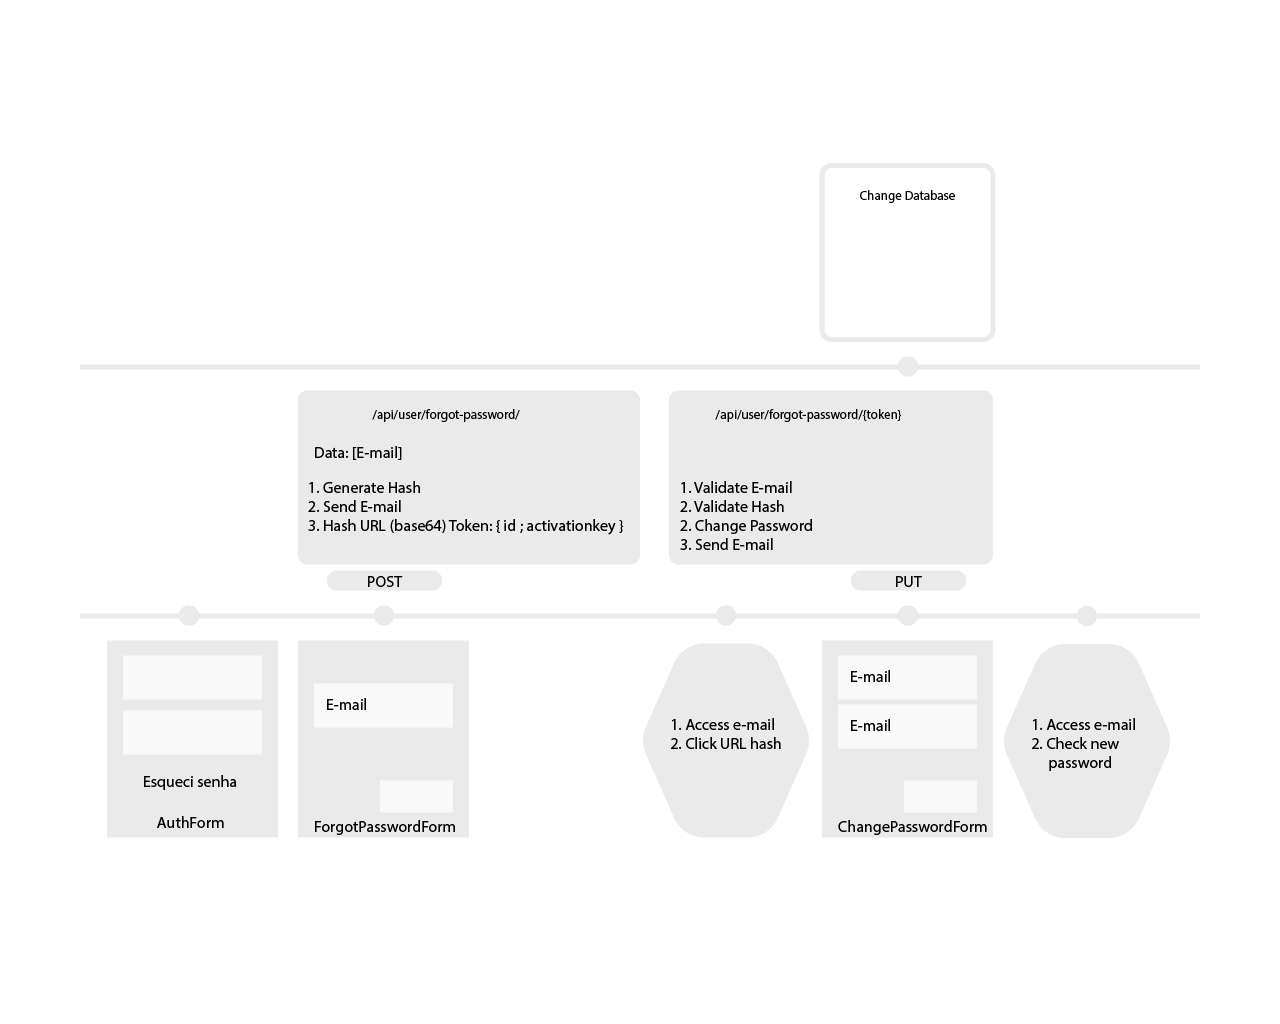 Change Database
/api/user/forgot-password/
Data: [E-mail]
1. Generate Hash
2. Send E-mail
3. Hash URL (base64) Token: { id ; activationkey }
POST
/api/user/forgot-password/{token}
1. Validate E-mail
2. Validate Hash
2. Change Password
3. Send E-mail
PUT
Esqueci senha
AuthForm
E-mail
ForgotPasswordForm
1. Access e-mail
2. Click URL hash
E-mail
E-mail
ChangePasswordForm
1. Access e-mail
2. Check new
password